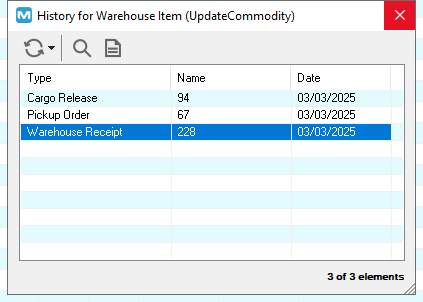 History for Warehouse Item (UpdateCommodity)
Type Name Date
Cargo Release 94 03/03/2025
Pickup Order 67 03/03/2025
Warehouse Receipt 228 03/03/2025
3 of 3 elements